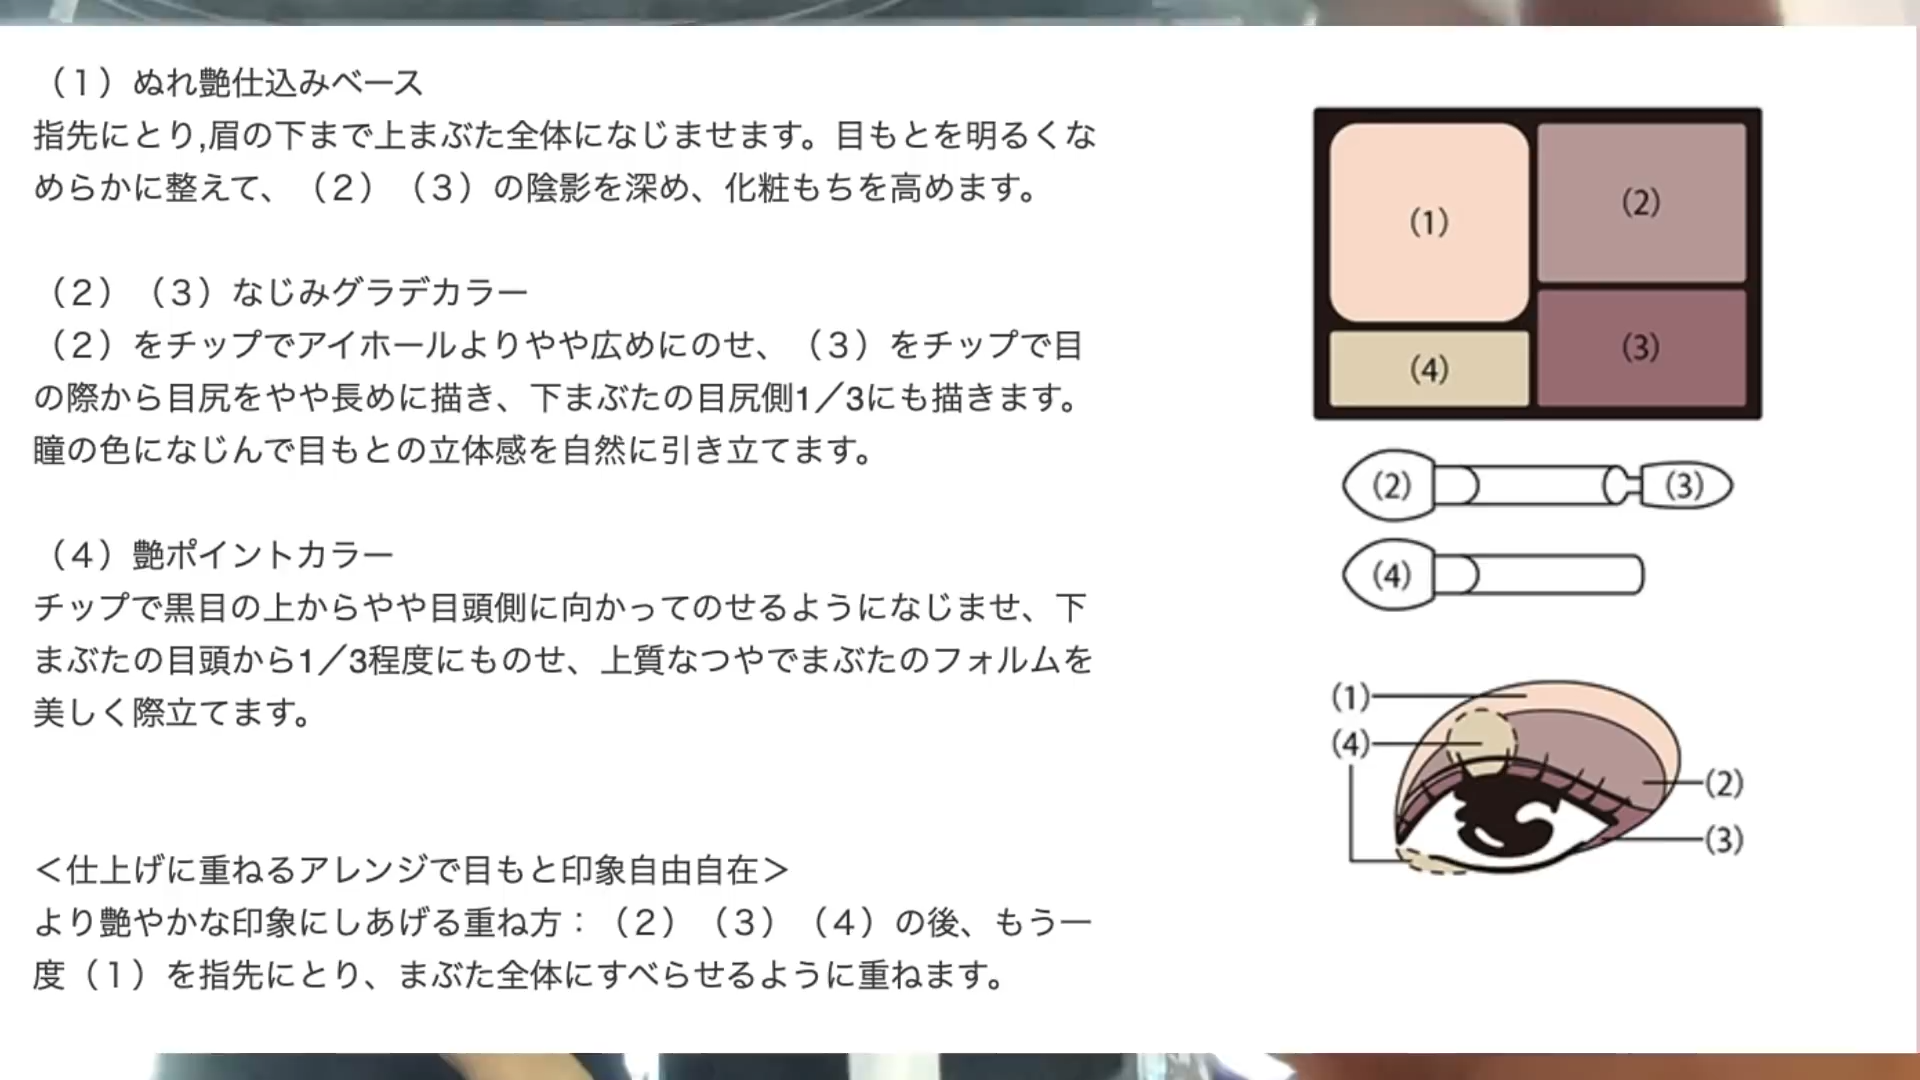 （１）ぬれ艶仕込みベース
指先にとり,眉の下まで上まぶた全体になじませます。目もとを明るくな
めらかに整えて、（２）（３）の陰影を深め、化粧もちを高めます。
（２）（３）なじみグラデカラー
（２）をチップでアイホールよりやや広めにのせ、（３）をチップで目
の際から目尻をやや長めに描き、下まぶたの目尻側1／3にも描きます。
瞳の色になじんで目もとの立体感を自然に引き立てます。
（４）艶ポイントカラー
チップで黒目の上からやや目頭側に向かってのせるようになじませ、下
まぶたの目頭から1／3程度にものせ、上質なつやでまぶたのフォルムを
美しく際立てます。
＜仕上げに重ねるアレンジで目もと印象自由自在＞
より艶やかな印象にしあげる重ね方：（２）（３）（４）の後、もう一
度（１）を指先にとり、まぶた全体にすべらせるように重ねます。
(1)
(2)
(3)
(4)
(2)
(3)
(4)
(1)
(4)
(2)
(3)